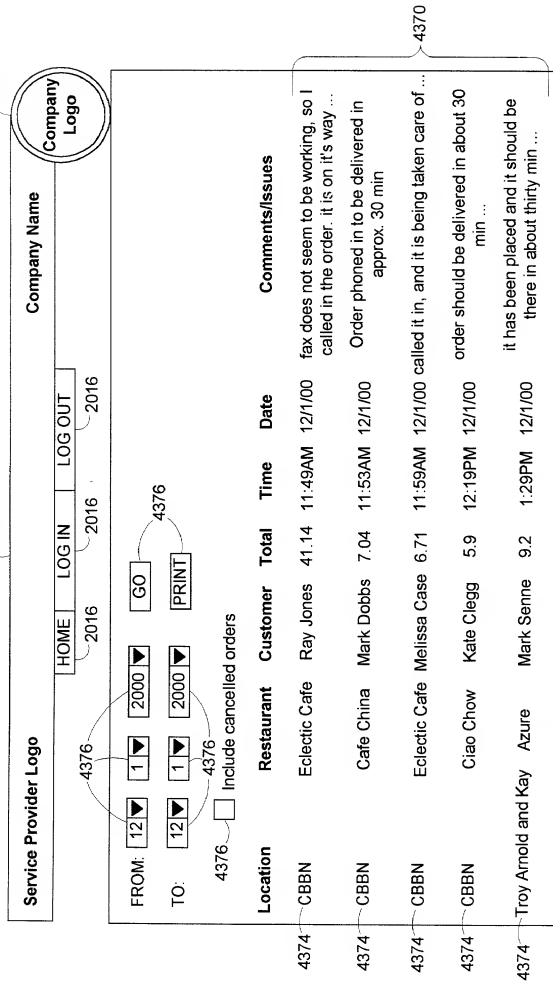 Service Provider Logo Company Name Company Logo
HOME LOG IN LOG OUT
2016 2016 2016
4376 4376
FROM: 12 1 2000 GO
TO: 12 1 2000 PRINT
4376 4376
4376 Include cancelled orders
Location Restaurant Customer Total Time Date Comments/Issues
4374 CBBN Eclectic Cafe Ray Jones 41.14 11:49AM 12/1/00 fax does not seem to be working, so I
called in the order. it is on it's way ...
4374 CBBN Cafe China Mark Dobbs 7.04 11:53AM 12/1/00 Order phoned in to be delivered in
approx. 30 min
4374 CBBN Eclectic Cafe Melissa Case 6.71 11:59AM 12/1/00 called it in, and it is being taken care of ...
4374 CBBN Ciao Chow Kate Clegg 5.9 12:19PM 12/1/00 order should be delivered in about 30
min ...
4374 Troy Arnold and Kay Azure Mark Senne 9.2 1:29PM 12/1/00 it has been placed and it should be
there in about thirty min ...
4370